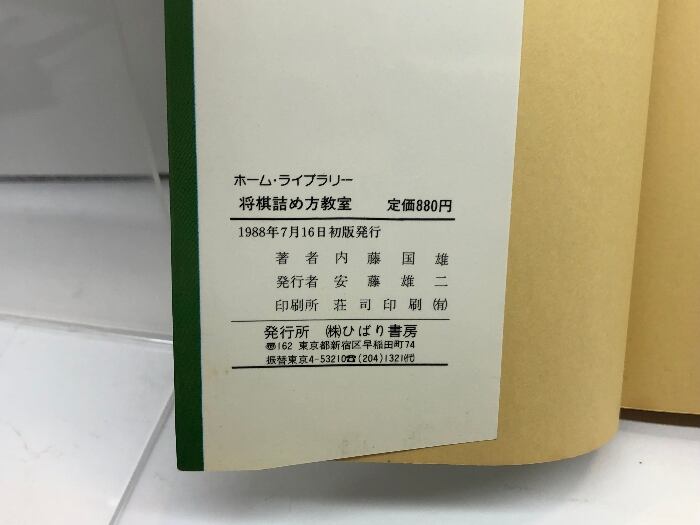 ホーム・ライブラリー
将棋詰め方教室 定価880円
1988年7月16日初版発行
著者 内藤国雄
発行者 安藤雄二
印刷所 荘司印刷㈲
発行所 ㈱ひばり書房
〠162 東京都新宿区早稲田町74
振替東京4-53210☎(204)1321㈹